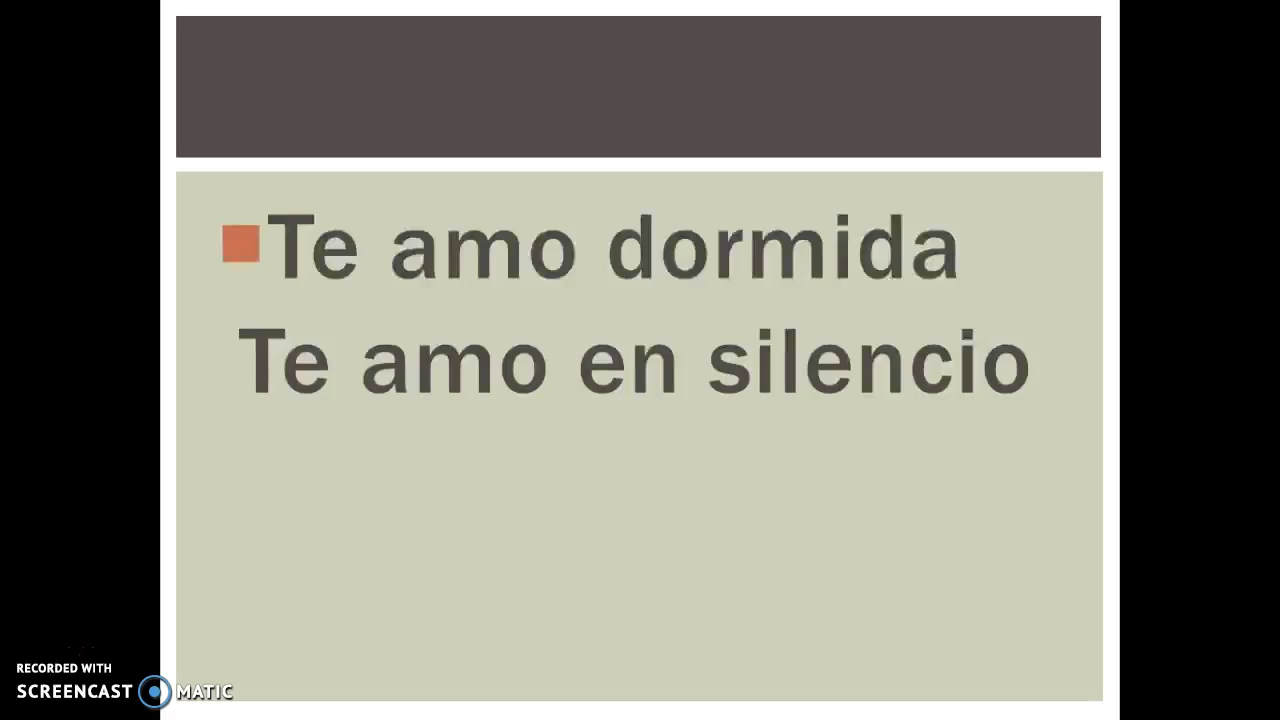 Te amo dormida
Te amo en silencio
RECORDED WITH
SCREENCAST MATIC